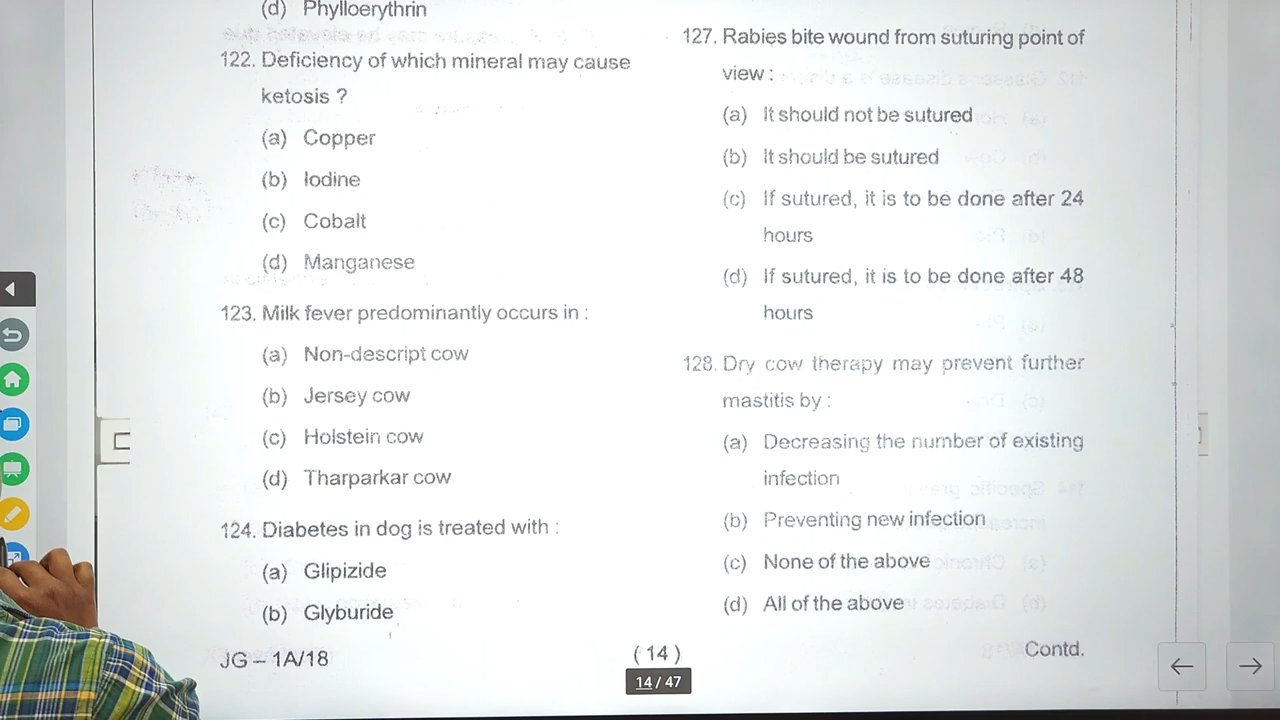 (d) Phylloerythrin
122. Deficiency of which mineral may cause
ketosis ?
(a) Copper
(b) Iodine
(c) Cobalt
(d) Manganese
123. Milk fever predominantly occurs in :
(a) Non-descript cow
(b) Jersey cow
(c) Holstein cow
(d) Tharparkar cow
124. Diabetes in dog is treated with :
(a) Glipizide
(b) Glyburide
JG – 1A/18
127. Rabies bite wound from suturing point of
view :
(a) It should not be sutured
(b) It should be sutured
(c) If sutured, it is to be done after 24
hours
(d) If sutured, it is to be done after 48
hours
128. Dry cow therapy may prevent further
mastitis by :
(a) Decreasing the number of existing
infection
(b) Preventing new infection
(c) None of the above
(d) All of the above
( 14 )
Contd.
14 / 47